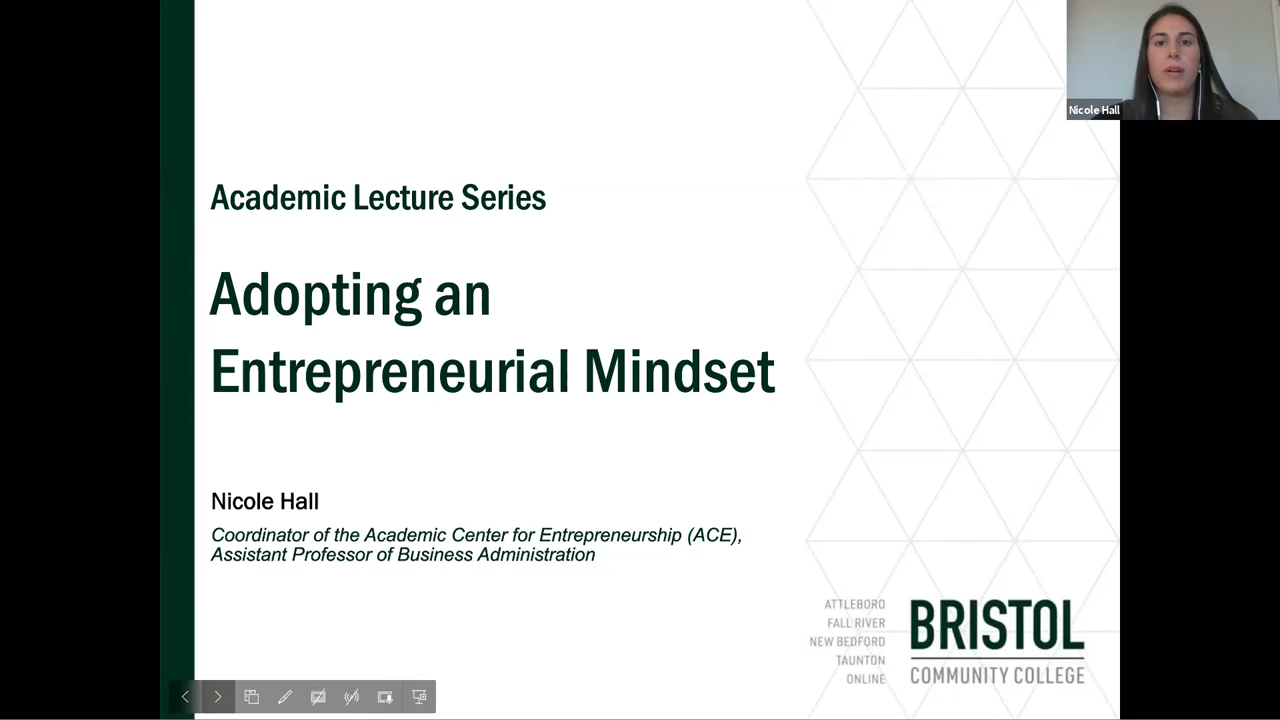 Nicole Hall
Academic Lecture Series
Adopting an
Entrepreneurial Mindset
Nicole Hall
Coordinator of the Academic Center for Entrepreneurship (ACE),
Assistant Professor of Business Administration
ATTLEBORO
FALL RIVER
NEW BEDFORD
TAUNTON
ONLINE
BRISTOL
COMMUNITY COLLEGE